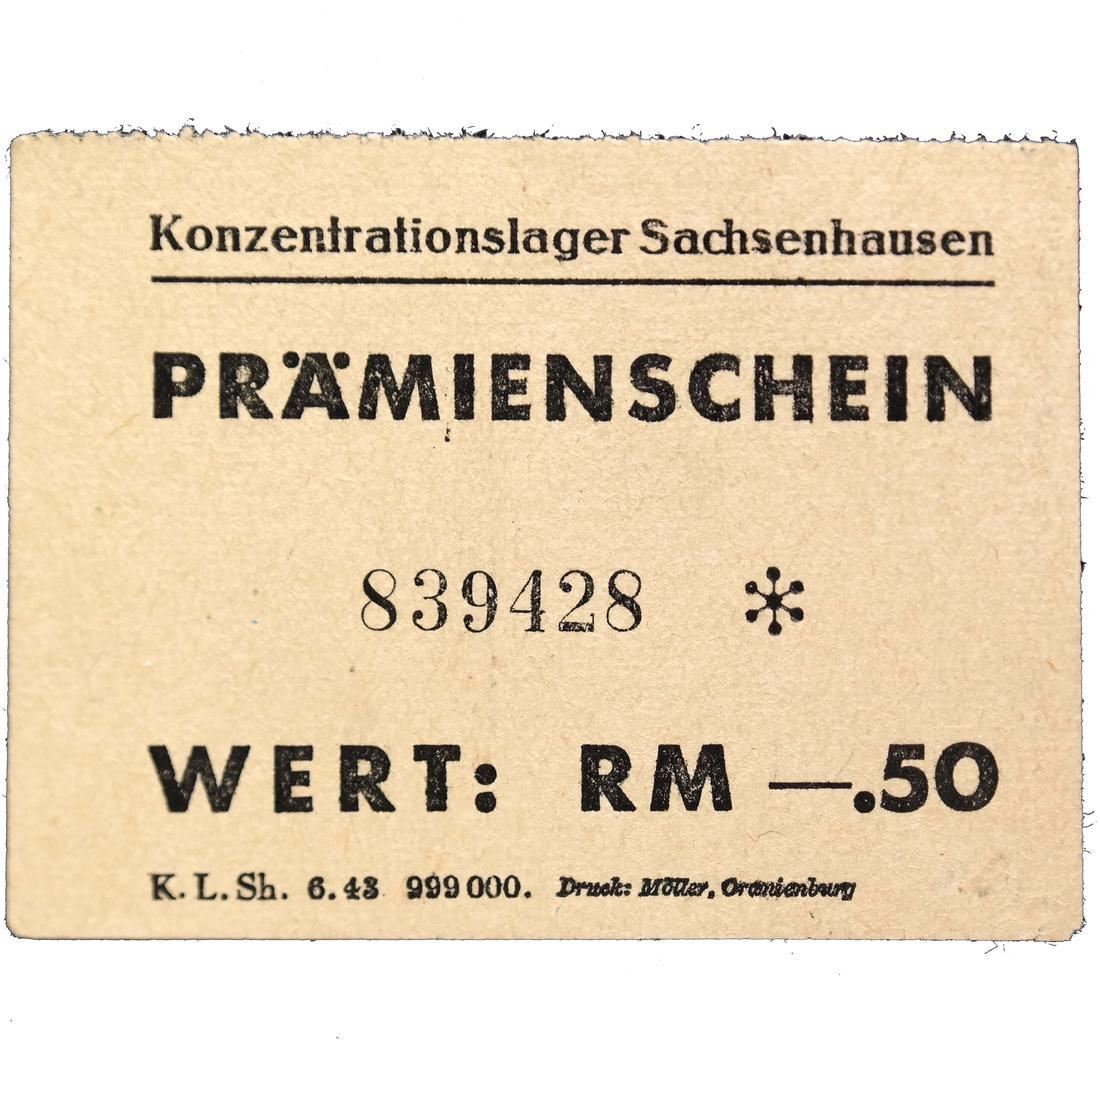 Konzentrationslager Sachsenhausen
PRÄMIENSCHEIN
839428 *
WERT: RM —.50
K. L. Sh. 6.43 999000. Druck: Möller, Oranienburg